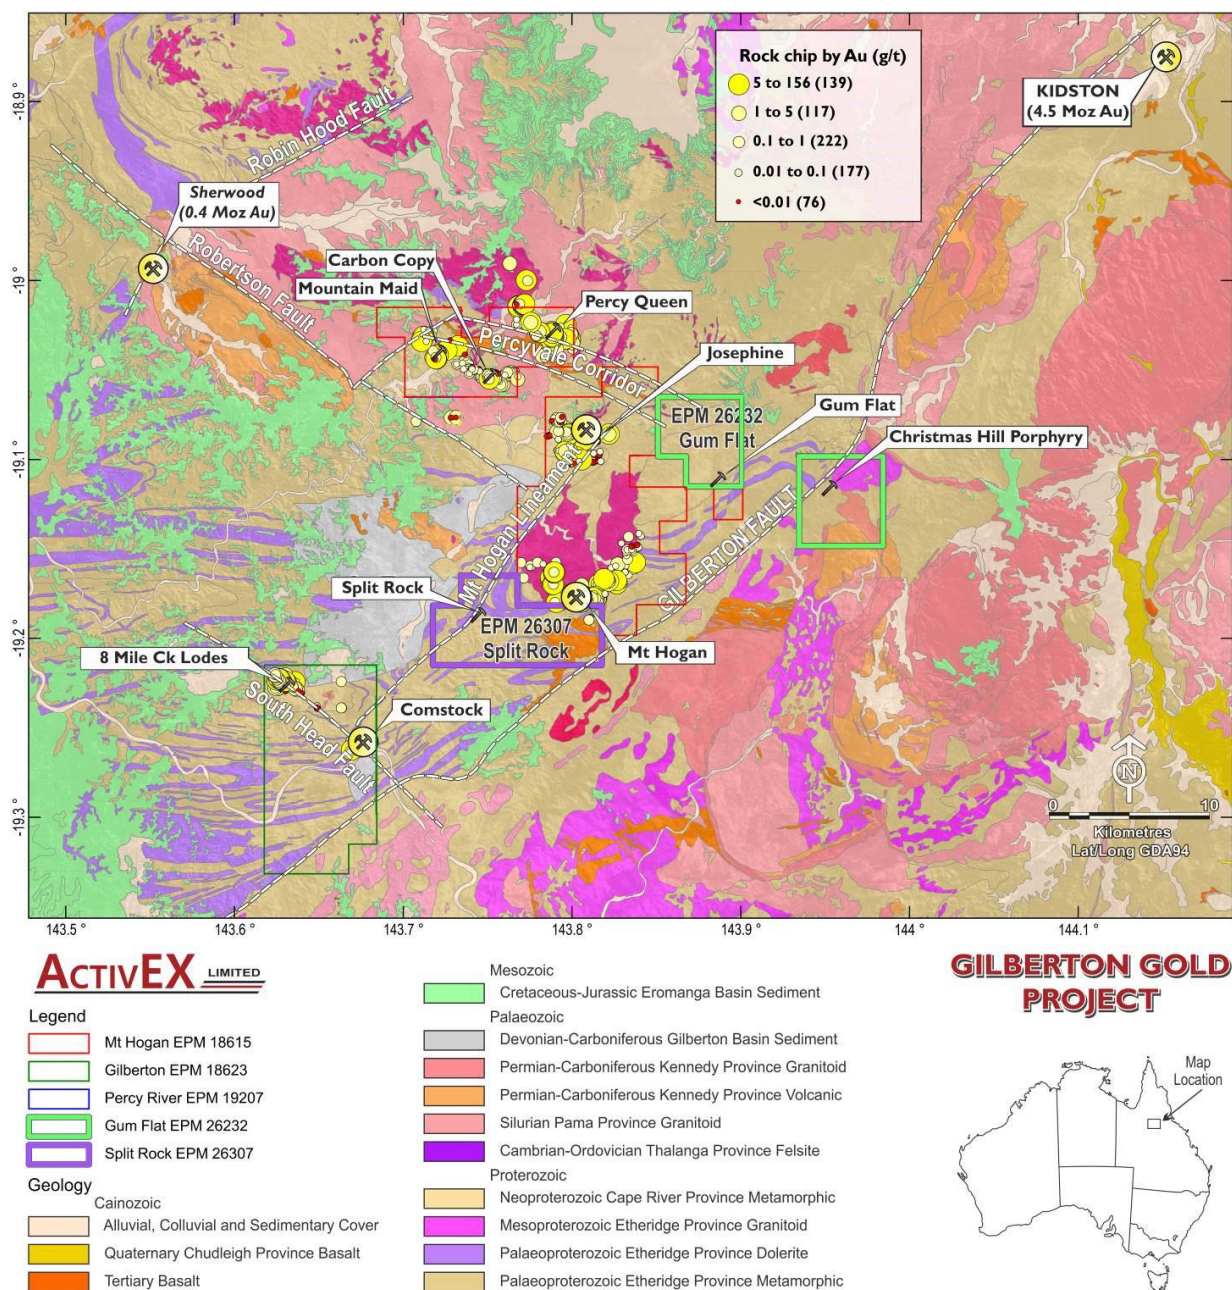 Rock chip by Au (g/t)
5 to 156 (139)
1 to 5 (117)
0.1 to 1 (222)
0.01 to 0.1 (177)
<0.01 (76)
KIDSTON
(4.5 Moz Au)
Robin Hood Fault
Sherwood
(0.4 Moz Au)
Robertson Fault
Carbon Copy
Mountain Maid
Percy Queen
Percyvale Corridor
Josephine
EPM 26232
Gum Flat
Gum Flat
Christmas Hill Porphyry
Mt Hogan Lineament
GILBERTON FAULT
Split Rock
EPM 26307
Split Rock
Mt Hogan
8 Mile Ck Lodes
South Head Fault
Comstock
N
0 10
Kilometres
Lat/Long GDA94
-18.9°
-19°
-19.1°
-19.2°
-19.3°
143.5° 143.6° 143.7° 143.8° 143.9° 144° 144.1°
ACTIVEX LIMITED
Legend
Mt Hogan EPM 18615
Gilberton EPM 18623
Percy River EPM 19207
Gum Flat EPM 26232
Split Rock EPM 26307
Geology
Cainozoic
Alluvial, Colluvial and Sedimentary Cover
Quaternary Chudleigh Province Basalt
Tertiary Basalt
Mesozoic
Cretaceous-Jurassic Eromanga Basin Sediment
Palaeozoic
Devonian-Carboniferous Gilberton Basin Sediment
Permian-Carboniferous Kennedy Province Granitoid
Permian-Carboniferous Kennedy Province Volcanic
Silurian Pama Province Granitoid
Cambrian-Ordovician Thalanga Province Felsite
Proterozoic
Neoproterozoic Cape River Province Metamorphic
Mesoproterozoic Etheridge Province Granitoid
Palaeoproterozoic Etheridge Province Dolerite
Palaeoproterozoic Etheridge Province Metamorphic
GILBERTON GOLD
PROJECT
Map
Location